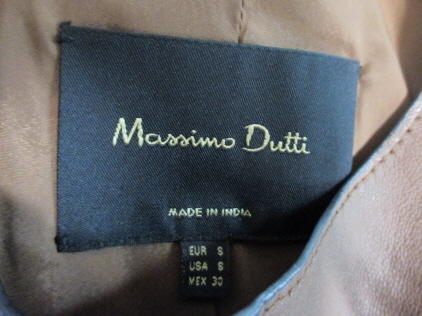 Massimo Dutti
MADE IN INDIA
EUR S
USA S
MEX 30